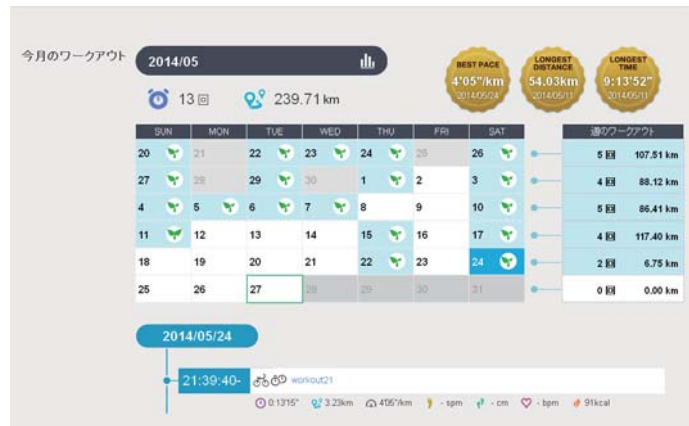 今月のワークアウト
2014/05
13回
239.71 km
BEST PACE
4'05"/km
2014/05/24
LONGEST
DISTANCE
54.03km
2014/05/11
LONGEST
TIME
9:13'52"
2014/05/11
SUN MON TUE WED THU FRI SAT 週のワークアウト
20 21 22 23 24 25 26 5回 107.51 km
27 28 29 30 1 2 3 4回 88.12 km
4 5 6 7 8 9 10 5回 86.41 km
11 12 13 14 15 16 17 4回 117.40 km
18 19 20 21 22 23 24 2回 6.75 km
25 26 27 28 29 30 31 0回 0.00 km
2014/05/24
21:39:40- workout21
0:13'15" 3.23km 4'05"/km - spm - cm - bpm 91kcal